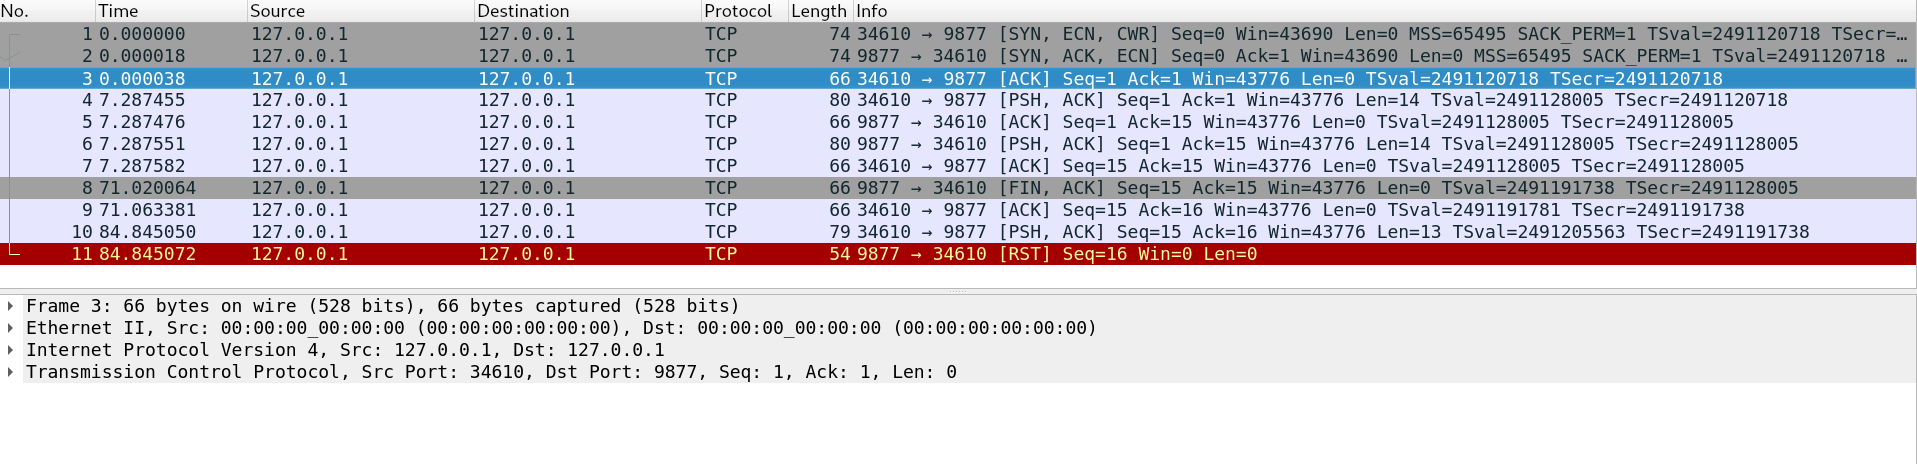 No. Time Source Destination Protocol Length Info
1 0.000000 127.0.0.1 127.0.0.1 TCP 74 34610 → 9877 [SYN, ECN, CWR] Seq=0 Win=43690 Len=0 MSS=65495 SACK_PERM=1 TSval=2491120718 TSecr=…
2 0.000018 127.0.0.1 127.0.0.1 TCP 74 9877 → 34610 [SYN, ACK, ECN] Seq=0 Ack=1 Win=43690 Len=0 MSS=65495 SACK_PERM=1 TSval=2491120718 …
3 0.000038 127.0.0.1 127.0.0.1 TCP 66 34610 → 9877 [ACK] Seq=1 Ack=1 Win=43776 Len=0 TSval=2491120718 TSecr=2491120718
4 7.287455 127.0.0.1 127.0.0.1 TCP 80 34610 → 9877 [PSH, ACK] Seq=1 Ack=1 Win=43776 Len=14 TSval=2491128005 TSecr=2491120718
5 7.287476 127.0.0.1 127.0.0.1 TCP 66 9877 → 34610 [ACK] Seq=1 Ack=15 Win=43776 Len=0 TSval=2491128005 TSecr=2491128005
6 7.287551 127.0.0.1 127.0.0.1 TCP 80 9877 → 34610 [PSH, ACK] Seq=1 Ack=15 Win=43776 Len=14 TSval=2491128005 TSecr=2491128005
7 7.287582 127.0.0.1 127.0.0.1 TCP 66 34610 → 9877 [ACK] Seq=15 Ack=15 Win=43776 Len=0 TSval=2491128005 TSecr=2491128005
8 71.020064 127.0.0.1 127.0.0.1 TCP 66 9877 → 34610 [FIN, ACK] Seq=15 Ack=15 Win=43776 Len=0 TSval=2491191738 TSecr=2491128005
9 71.063381 127.0.0.1 127.0.0.1 TCP 66 34610 → 9877 [ACK] Seq=15 Ack=16 Win=43776 Len=0 TSval=2491191781 TSecr=2491191738
10 84.845050 127.0.0.1 127.0.0.1 TCP 79 34610 → 9877 [PSH, ACK] Seq=15 Ack=16 Win=43776 Len=13 TSval=2491205563 TSecr=2491191738
11 84.845072 127.0.0.1 127.0.0.1 TCP 54 9877 → 34610 [RST] Seq=16 Win=0 Len=0
Frame 3: 66 bytes on wire (528 bits), 66 bytes captured (528 bits)
Ethernet II, Src: 00:00:00_00:00:00 (00:00:00:00:00:00), Dst: 00:00:00_00:00:00 (00:00:00:00:00:00)
Internet Protocol Version 4, Src: 127.0.0.1, Dst: 127.0.0.1
Transmission Control Protocol, Src Port: 34610, Dst Port: 9877, Seq: 1, Ack: 1, Len: 0